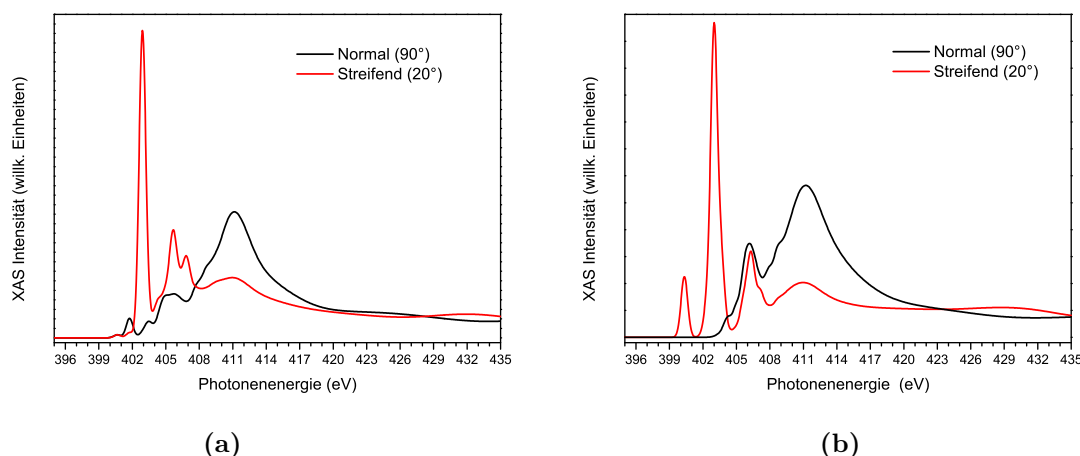 XAS Intensität (willk. Einheiten)
Normal (90°)
Streifend (20°)
396 399 402 405 408 411 414 417 420 423 426 429 432 435
Photonenenergie (eV)
(a)
XAS Intensität (willk. Einheiten)
Normal (90°)
Streifend (20°)
396 399 402 405 408 411 414 417 420 423 426 429 432 435
Photonenenergie (eV)
(b)